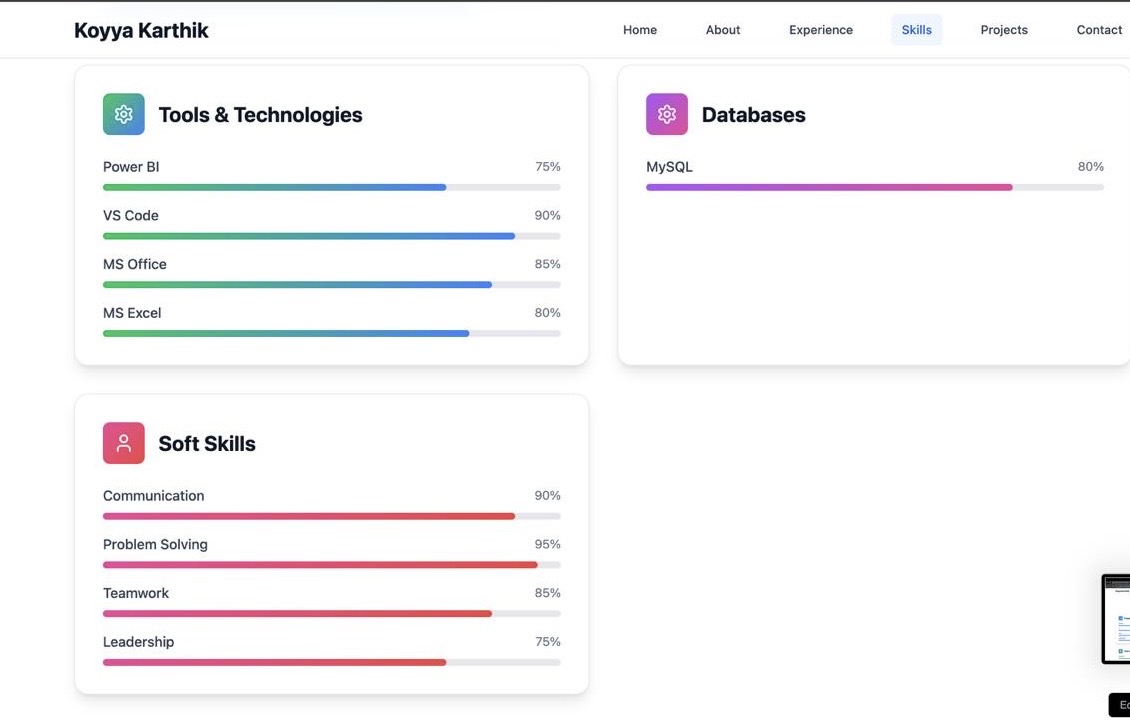 Koyya Karthik
Home About Experience Skills Projects Contact
Tools & Technologies
Power BI 75%
VS Code 90%
MS Office 85%
MS Excel 80%
Databases
MySQL 80%
Soft Skills
Communication 90%
Problem Solving 95%
Teamwork 85%
Leadership 75%